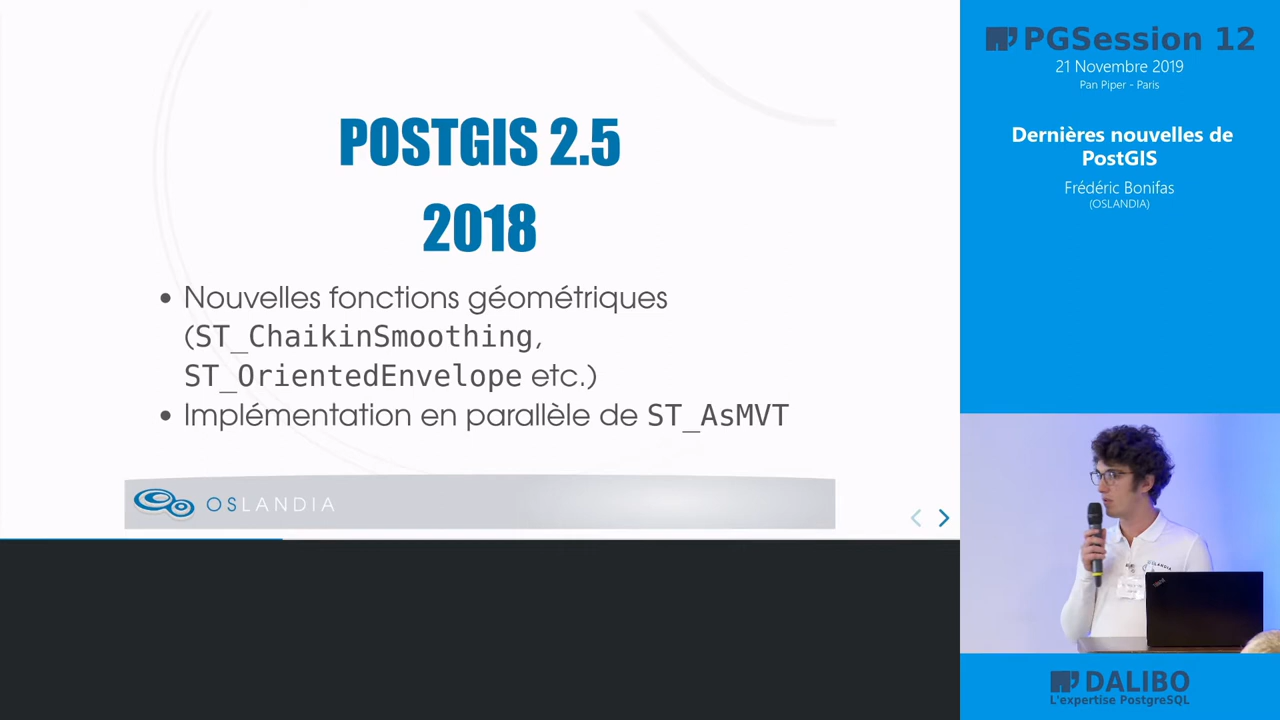 POSTGIS 2.5
2018
• Nouvelles fonctions géométriques
(ST_ChaikinSmoothing,
ST_OrientedEnvelope etc.)
• Implémentation en parallèle de ST_AsMVT
OSLANDIA
PGSession 12
21 Novembre 2019
Pan Piper - Paris
Dernières nouvelles de
PostGIS
Frédéric Bonifas
(OSLANDIA)
DALIBO
L'expertise PostgreSQL